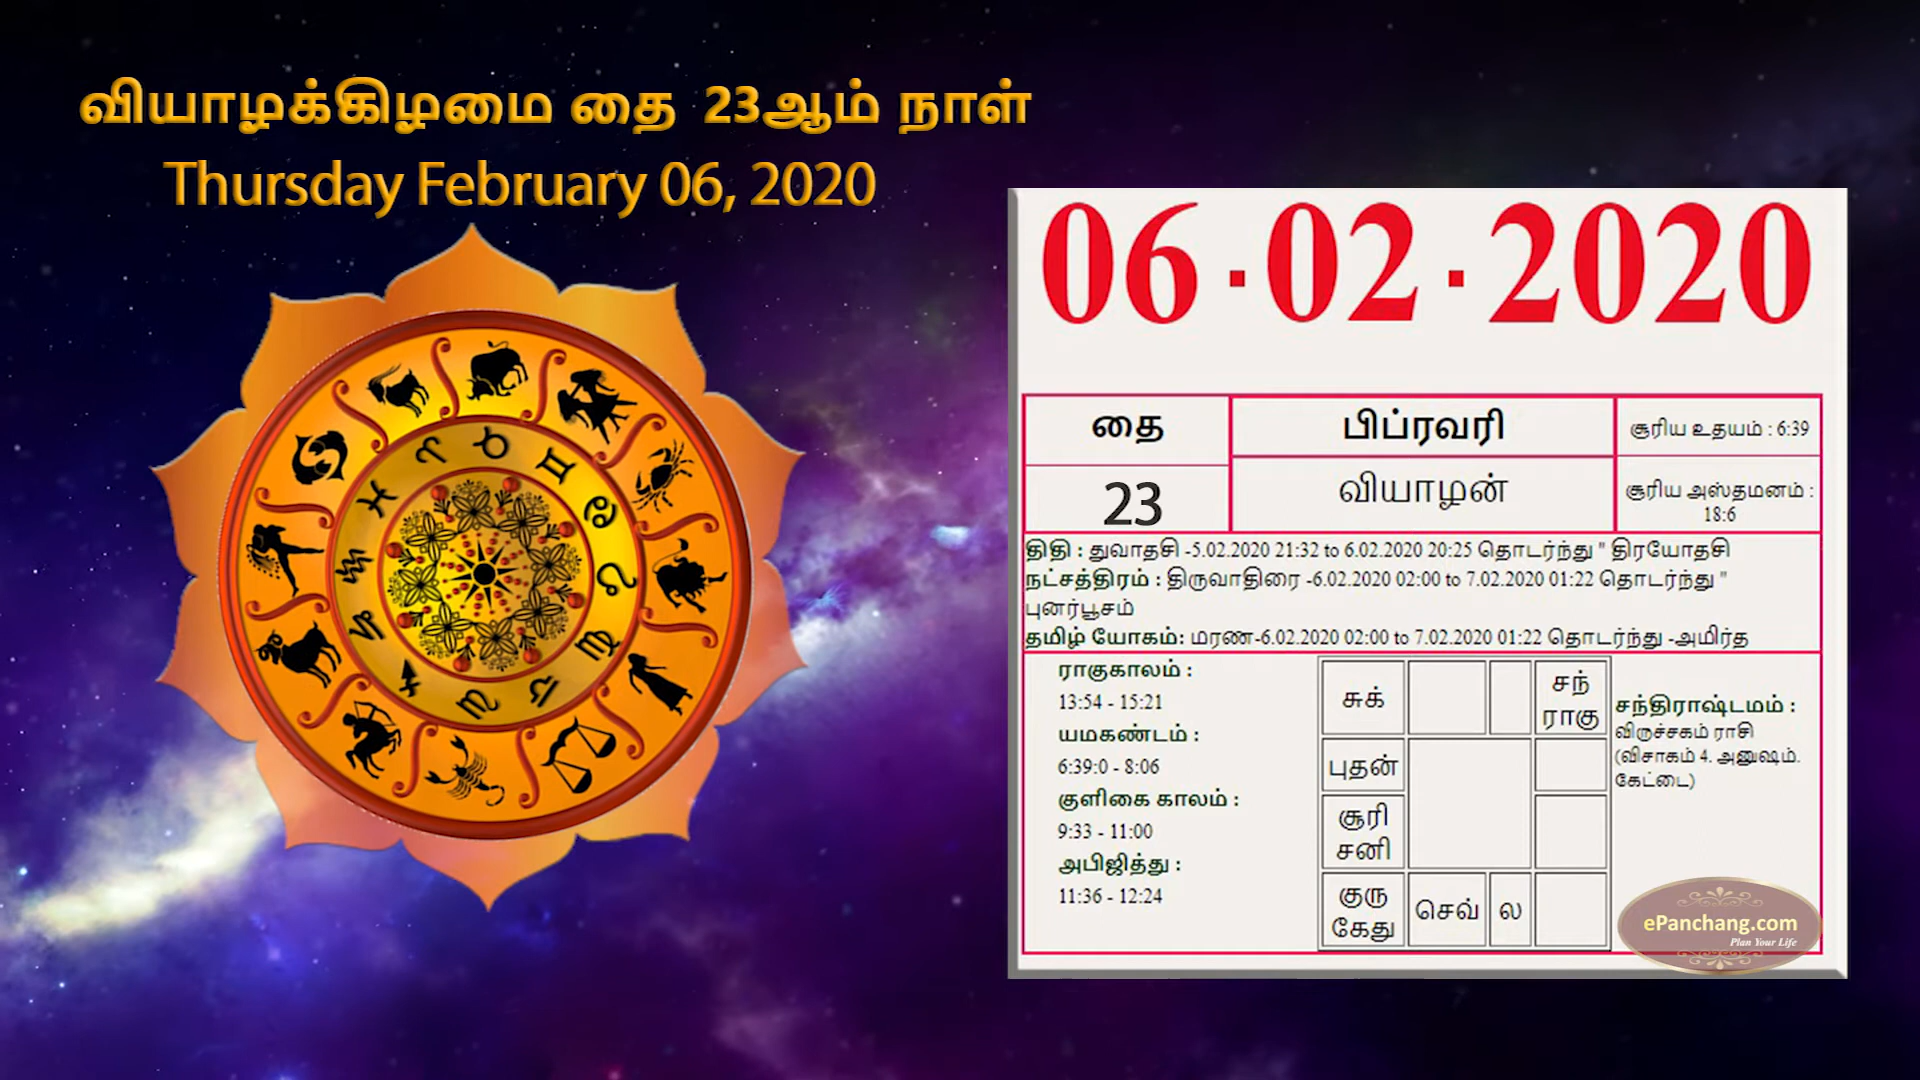 வியாழக்கிழமை தை 23ஆம் நாள்
Thursday February 06, 2020
06·02·2020
தை
23
பிப்ரவரி
வியாழன்
சூரிய உதயம் : 6:39
சூரிய அஸ்தமனம் :
18:6
திதி : துவாதசி -5.02.2020 21:32 to 6.02.2020 20:25 தொடர்ந்து " திரயோதசி
நட்சத்திரம் : திருவாதிரை -6.02.2020 02:00 to 7.02.2020 01:22 தொடர்ந்து "
புனர்பூசம்
தமிழ் யோகம்: மரண-6.02.2020 02:00 to 7.02.2020 01:22 தொடர்ந்து -அமிர்த
ராகுகாலம் :
13:54 - 15:21
யமகண்டம் :
6:39:0 - 8:06
குளிகை காலம் :
9:33 - 11:00
அபிஜித்து :
11:36 - 12:24
சுக்
சந்
ராகு
புதன்
சூரி
சனி
குரு
கேது
செவ்
ல
சந்திராஷ்டமம் :
விருச்சகம் ராசி
(விசாகம் 4. அனுஷம்.
கேட்டை)
ePanchang.com
Plan Your Life